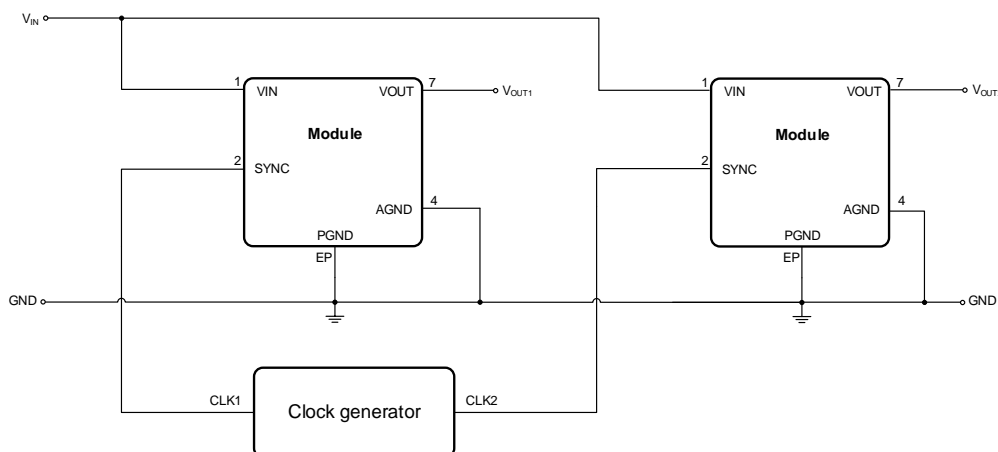 VIN
1
VIN
VOUT
7
VOUT1
Module
2
SYNC
4
AGND
PGND
EP
1
VIN
VOUT
7
VOUT
Module
2
SYNC
4
AGND
PGND
EP
GND
GND
CLK1
Clock generator
CLK2